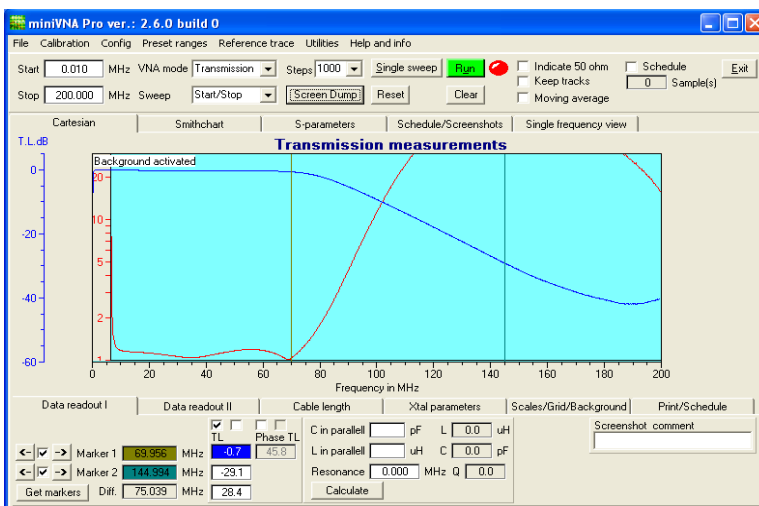 miniVNA Pro ver.: 2.6.0 build 0
File Calibration Config Preset ranges Reference trace Utilities Help and info
Start 0.010 MHz VNA mode Transmission Steps 1000 Single sweep Run Indicate 50 ohm Schedule Exit
Keep tracks 0 Sample(s)
Stop 200.000 MHz Sweep Start/Stop Screen Dump Reset Clear Moving average
Cartesian Smithchart S-parameters Schedule/Screenshots Single frequency view
T.L.dB Transmission measurements
Background activated
0
20
10
-20
5
-40
2
1
-60
0 20 40 60 80 100 120 140 160 180 200
Frequency in MHz
Data readout I Data readout II Cable length Xtal parameters Scales/Grid/Background Print/Schedule
TL Phase TL C in parallell pF L 0.0 uH Screenshot comment
<- -> Marker 1 69.956 MHz -0.7 45.8 L in parallell uH C 0.0 pF
<- -> Marker 2 144.994 MHz -29.1 Resonance 0.000 MHz Q 0.0
Get markers Diff. 75.039 MHz 28.4 Calculate